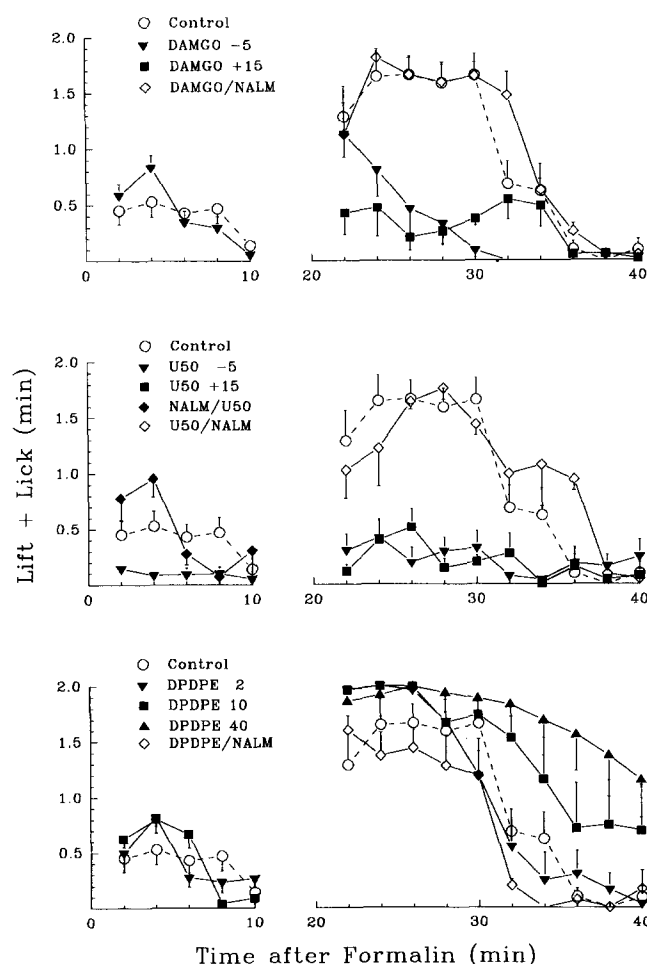 Control
DAMGO -5
DAMGO +15
DAMGO/NALM
2.0
1.5
1.0
0.5
0
10
20
30
40
Control
U50 -5
U50 +15
NALM/U50
U50/NALM
2.0
1.5
1.0
0.5
0
10
20
30
40
Control
DPDPE 2
DPDPE 10
DPDPE 40
DPDPE/NALM
2.0
1.5
1.0
0.5
0
10
20
30
40
Lift + Lick (min)
Time after Formalin (min)